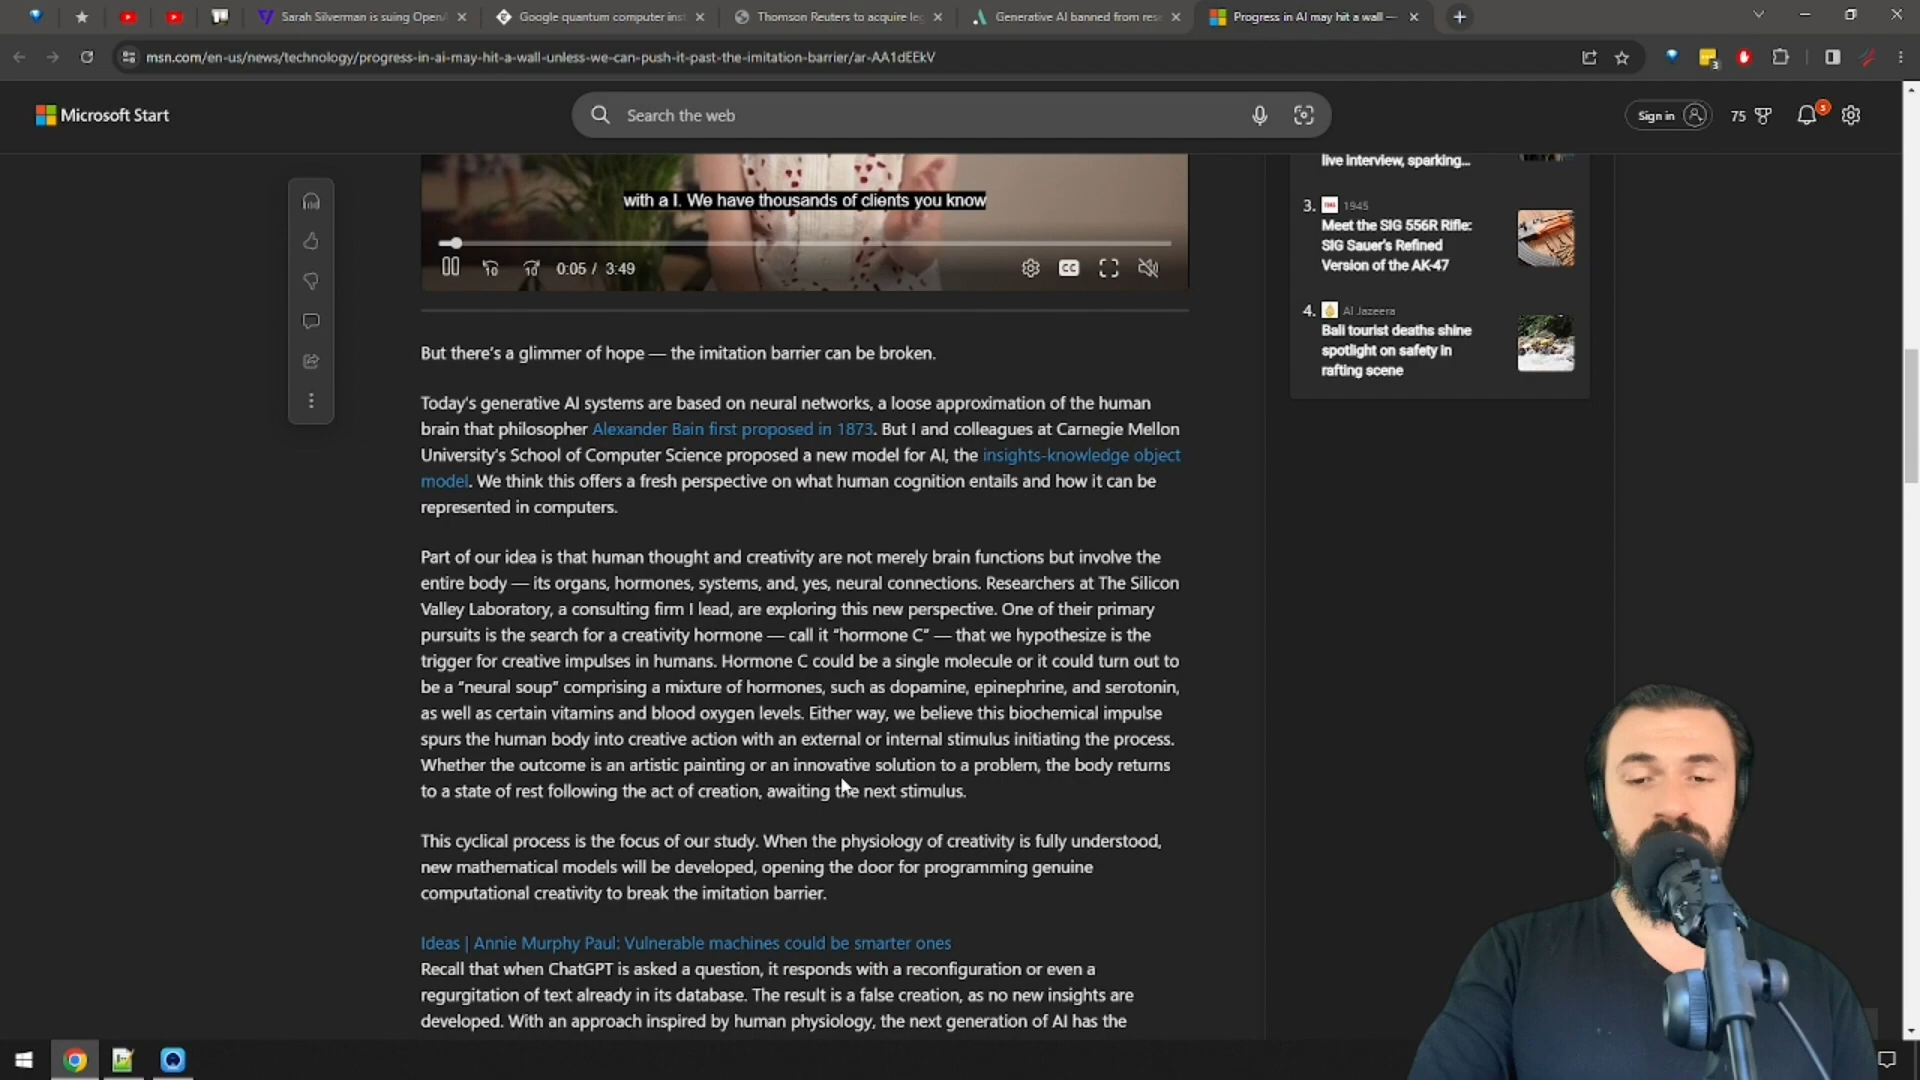 Sarah Silverman is suing Open
Google quantum computer inst
Thomson Reuters to acquire le
Generative AI banned from res
Progress in AI may hit a wall —
msn.com/en-us/news/technology/progress-in-ai-may-hit-a-wall-unless-we-can-push-it-past-the-imitation-barrier/ar-AA1dEEkV
3
Microsoft Start
Search the web
Sign in
75
5
with a I. We have thousands of clients you know
10
10
0:05 / 3:49
CC
But there's a glimmer of hope — the imitation barrier can be broken.
Today's generative AI systems are based on neural networks, a loose approximation of the human
brain that philosopher Alexander Bain first proposed in 1873. But I and colleagues at Carnegie Mellon
University's School of Computer Science proposed a new model for AI, the insights-knowledge object
model. We think this offers a fresh perspective on what human cognition entails and how it can be
represented in computers.
Part of our idea is that human thought and creativity are not merely brain functions but involve the
entire body — its organs, hormones, systems, and, yes, neural connections. Researchers at The Silicon
Valley Laboratory, a consulting firm I lead, are exploring this new perspective. One of their primary
pursuits is the search for a creativity hormone — call it "hormone C" — that we hypothesize is the
trigger for creative impulses in humans. Hormone C could be a single molecule or it could turn out to
be a "neural soup" comprising a mixture of hormones, such as dopamine, epinephrine, and serotonin,
as well as certain vitamins and blood oxygen levels. Either way, we believe this biochemical impulse
spurs the human body into creative action with an external or internal stimulus initiating the process.
Whether the outcome is an artistic painting or an innovative solution to a problem, the body returns
to a state of rest following the act of creation, awaiting the next stimulus.
This cyclical process is the focus of our study. When the physiology of creativity is fully understood,
new mathematical models will be developed, opening the door for programming genuine
computational creativity to break the imitation barrier.
Ideas | Annie Murphy Paul: Vulnerable machines could be smarter ones
Recall that when ChatGPT is asked a question, it responds with a reconfiguration or even a
regurgitation of text already in its database. The result is a false creation, as no new insights are
developed. With an approach inspired by human physiology, the next generation of AI has the
live interview, sparking...
3.
1945
Meet the SIG 556R Rifle:
SIG Sauer's Refined
Version of the AK-47
4.
Al Jazeera
Bali tourist deaths shine
spotlight on safety in
rafting scene